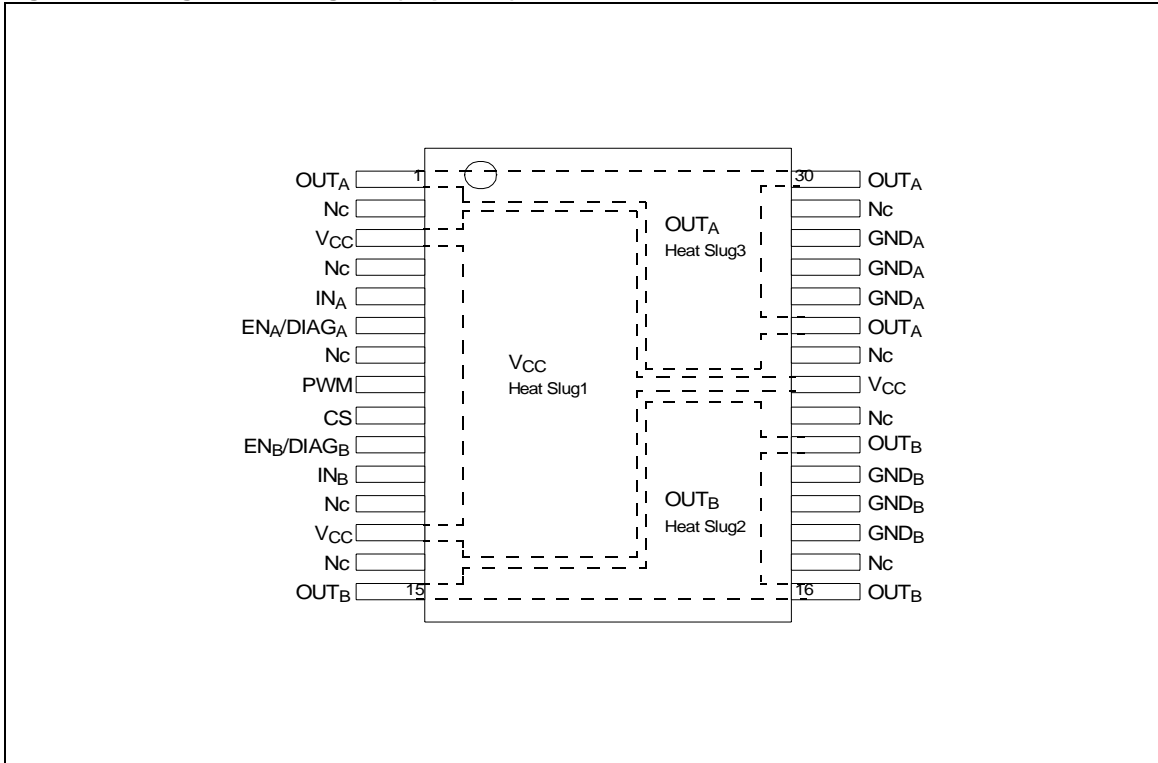 OUTA 1
Nc
VCC
Nc
INA
ENA/DIAGA
Nc
PWM
CS
ENB/DIAGB
INB
Nc
VCC
Nc
OUTB 15
VCC
Heat Slug1
OUTA
Heat Slug3
OUTB
Heat Slug2
30 OUTA
Nc
GNDA
GNDA
GNDA
OUTA
Nc
VCC
Nc
OUTB
GNDB
GNDB
GNDB
Nc
16 OUTB